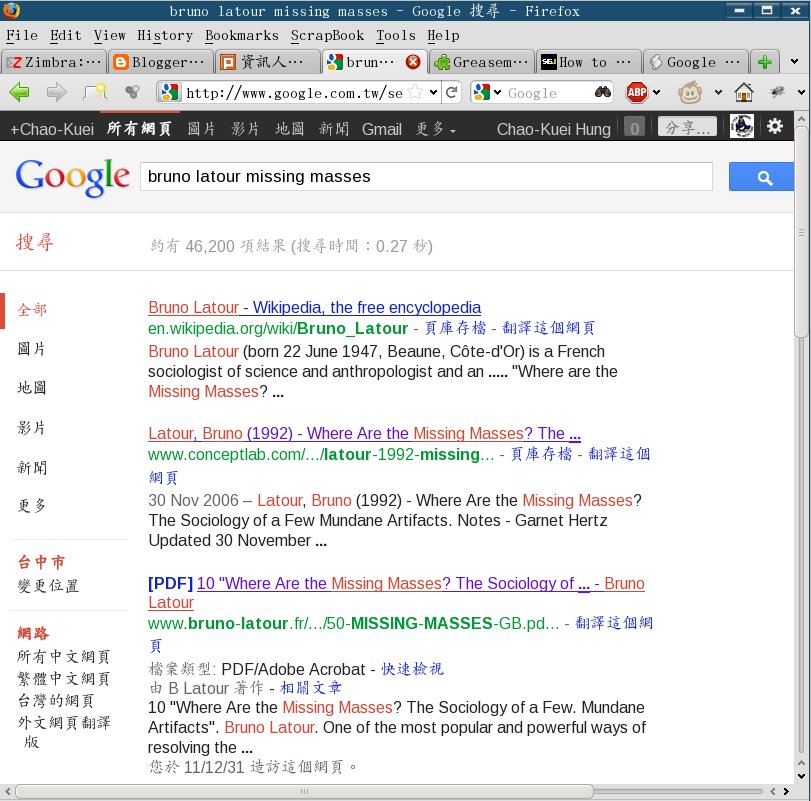 bruno latour missing masses - Google 搜尋 - Firefox
File Edit View History Bookmarks ScrapBook Tools Help
Zimbra: ... Blogger... 資訊人... brun... Greasem... How to ... Google ...
http://www.google.com.tw/se Google ABP
+Chao-Kuei 所有網頁 圖片 影片 地圖 新聞 Gmail 更多 Chao-Kuei Hung 0 分享...
Google bruno latour missing masses
搜尋 約有 46,200 項結果 (搜尋時間：0.27 秒)
全部
圖片
地圖
影片
新聞
更多
台中市
變更位置
網路
所有中文網頁
繁體中文網頁
台灣的網頁
外文網頁翻譯
版
Bruno Latour - Wikipedia, the free encyclopedia
en.wikipedia.org/wiki/Bruno_Latour - 頁庫存檔 - 翻譯這個網頁
Bruno Latour (born 22 June 1947, Beaune, Côte-d'Or) is a French
sociologist of science and anthropologist and an ..... "Where are the
Missing Masses? ...
Latour, Bruno (1992) - Where Are the Missing Masses? The ...
www.conceptlab.com/.../latour-1992-missing... - 頁庫存檔 - 翻譯這個
網頁
30 Nov 2006 – Latour, Bruno (1992) - Where Are the Missing Masses?
The Sociology of a Few Mundane Artifacts. Notes - Garnet Hertz
Updated 30 November ...
[PDF] 10 "Where Are the Missing Masses? The Sociology of ... - Bruno
Latour
www.bruno-latour.fr/.../50-MISSING-MASSES-GB.pd... - 翻譯這個網
頁
檔案類型: PDF/Adobe Acrobat - 快速檢視
由 B Latour 著作 - 相關文章
10 "Where Are the Missing Masses? The Sociology of a Few. Mundane
Artifacts". Bruno Latour. One of the most popular and powerful ways of
resolving the ...
您於 11/12/31 造訪這個網頁。